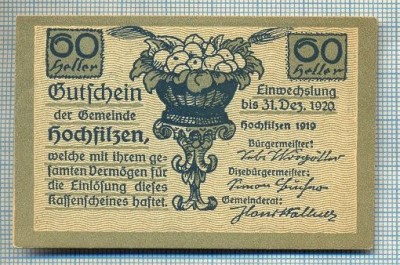 60
Heller
60
Heller
Gutschein
der Gemeinde
Hochfilzen,
welche mit ihrem ge-
samten Vermögen für
die Einlösung dieses
Kassenscheines haftet.
Einwechslung
bis 31. Dez. 1920.
Hochfilzen 1919
Bürgermeister:
Vizebürgermeister:
Simon
Gemeinderat: